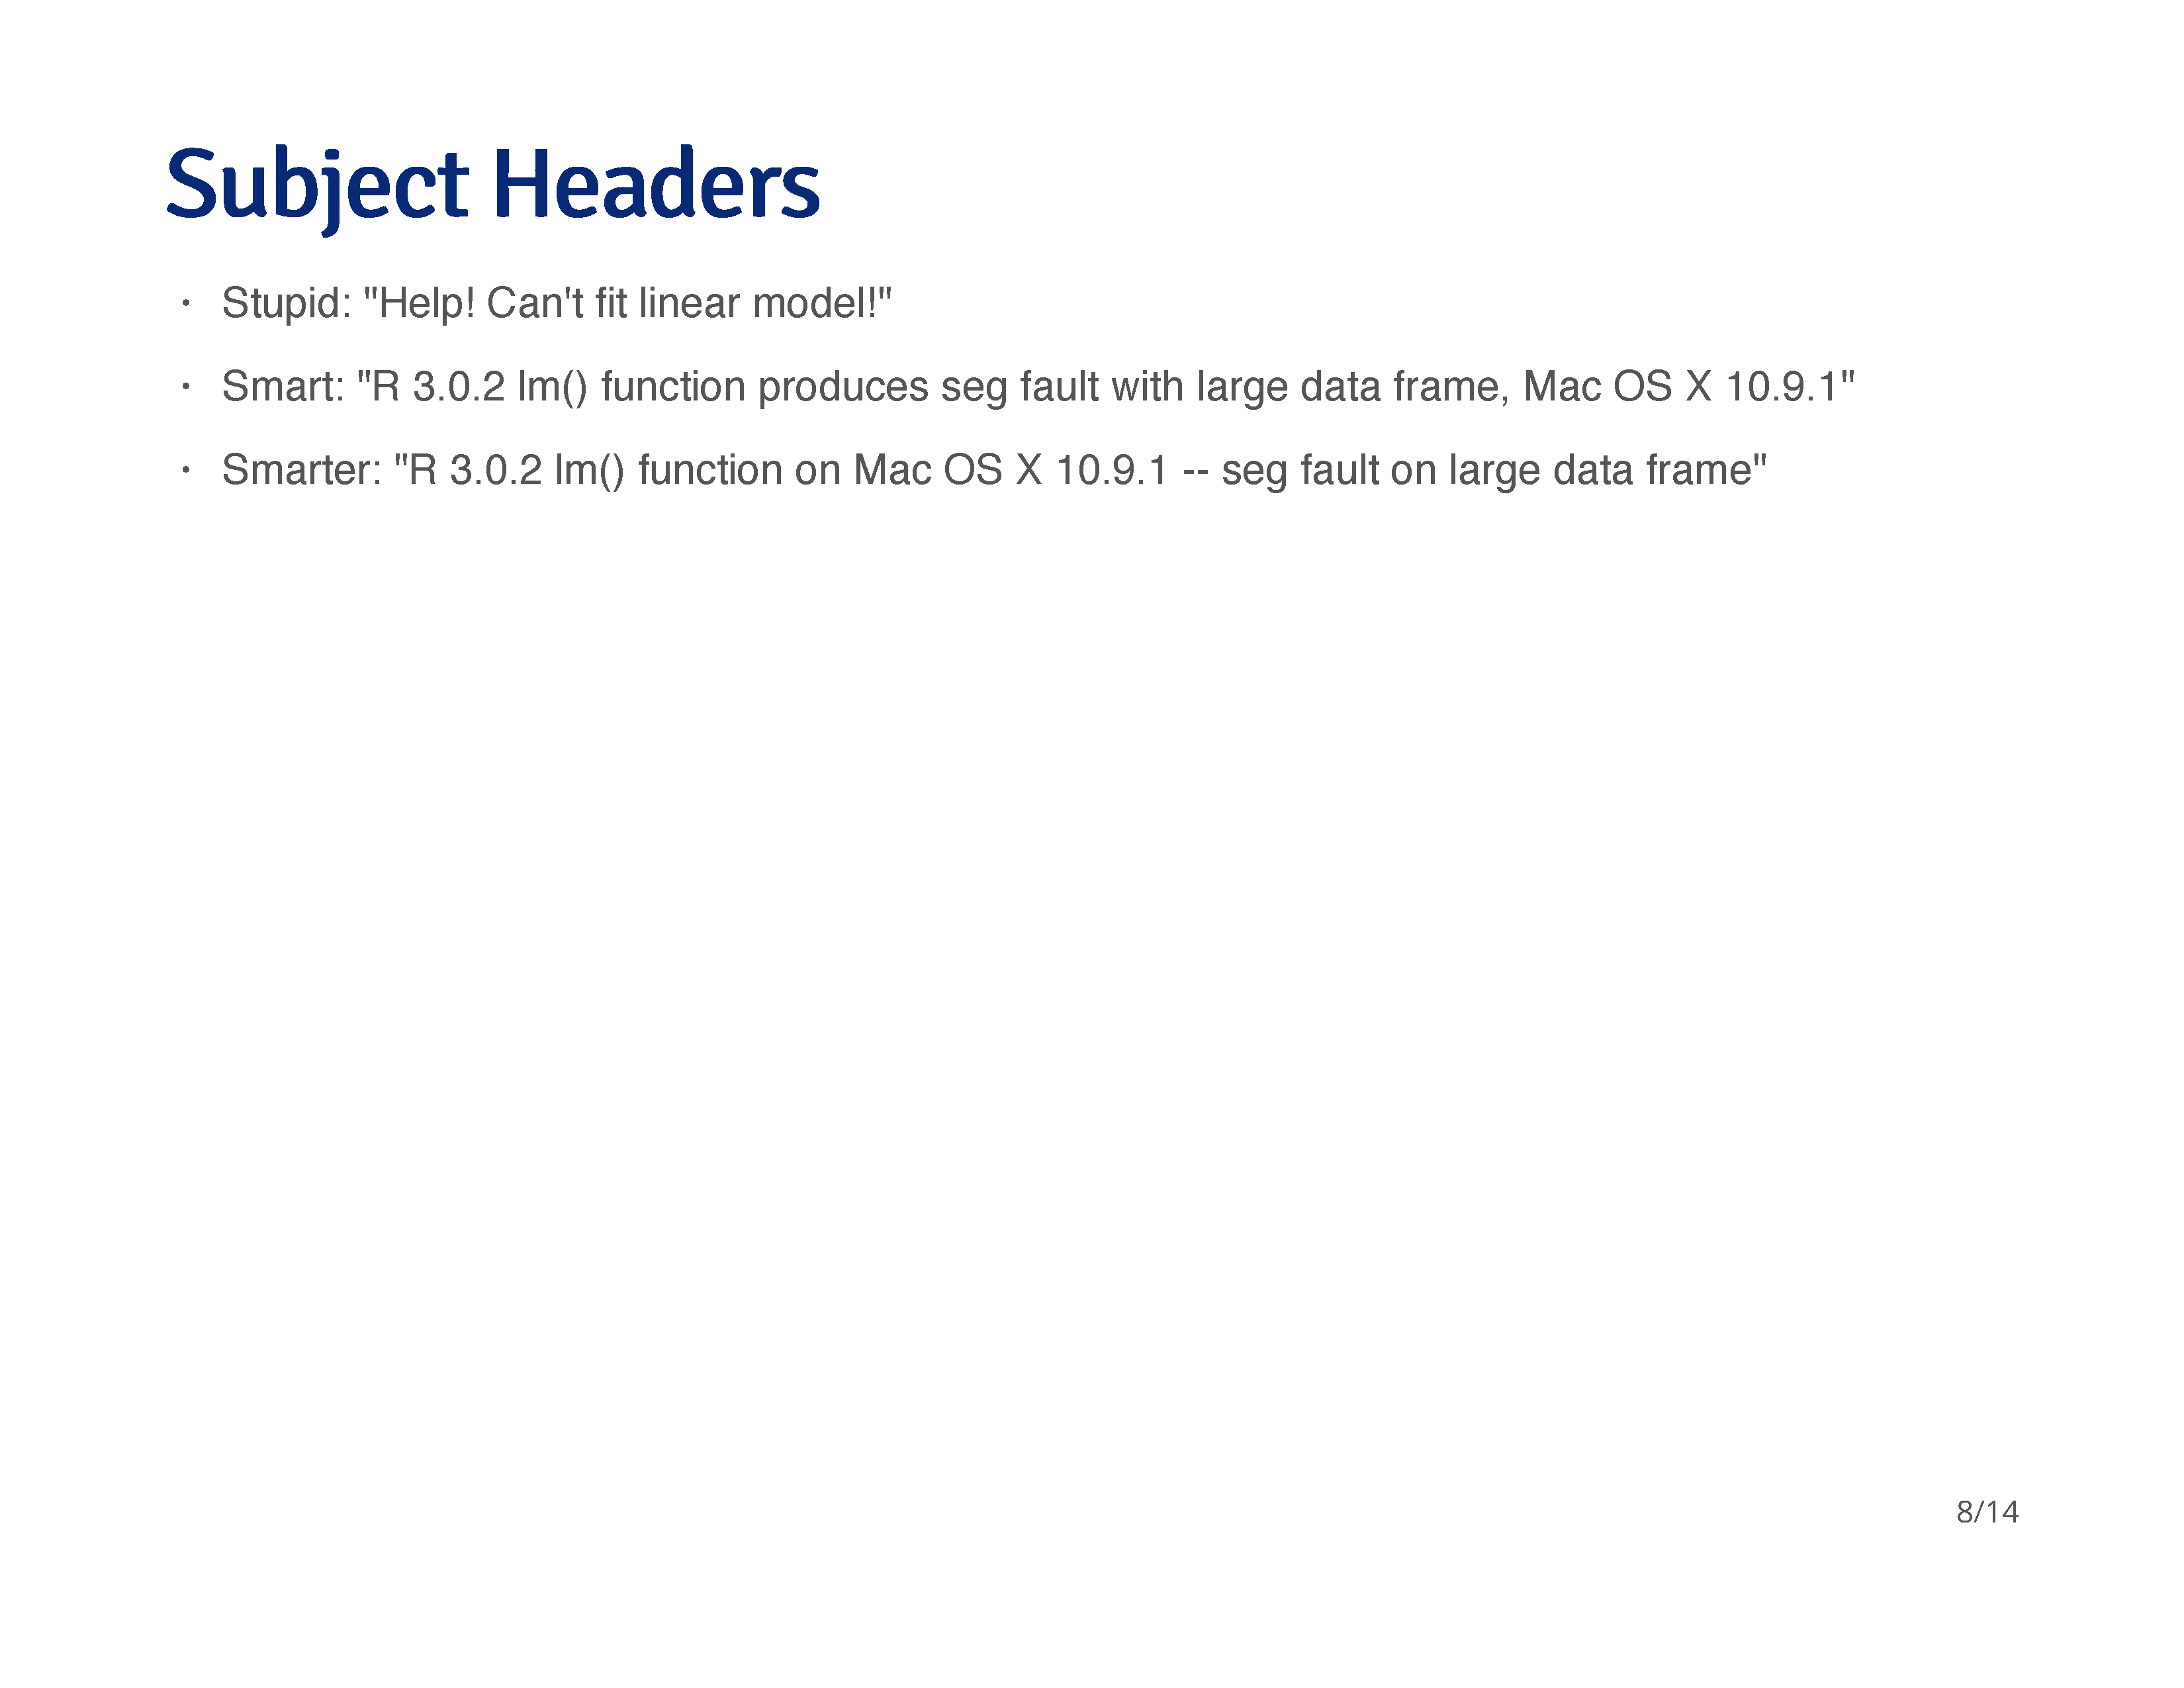 Subject Headers
• Stupid: "Help! Can't fit linear model!"
• Smart: "R 3.0.2 lm() function produces seg fault with large data frame, Mac OS X 10.9.1"
• Smarter: "R 3.0.2 lm() function on Mac OS X 10.9.1 -- seg fault on large data frame"
8/14